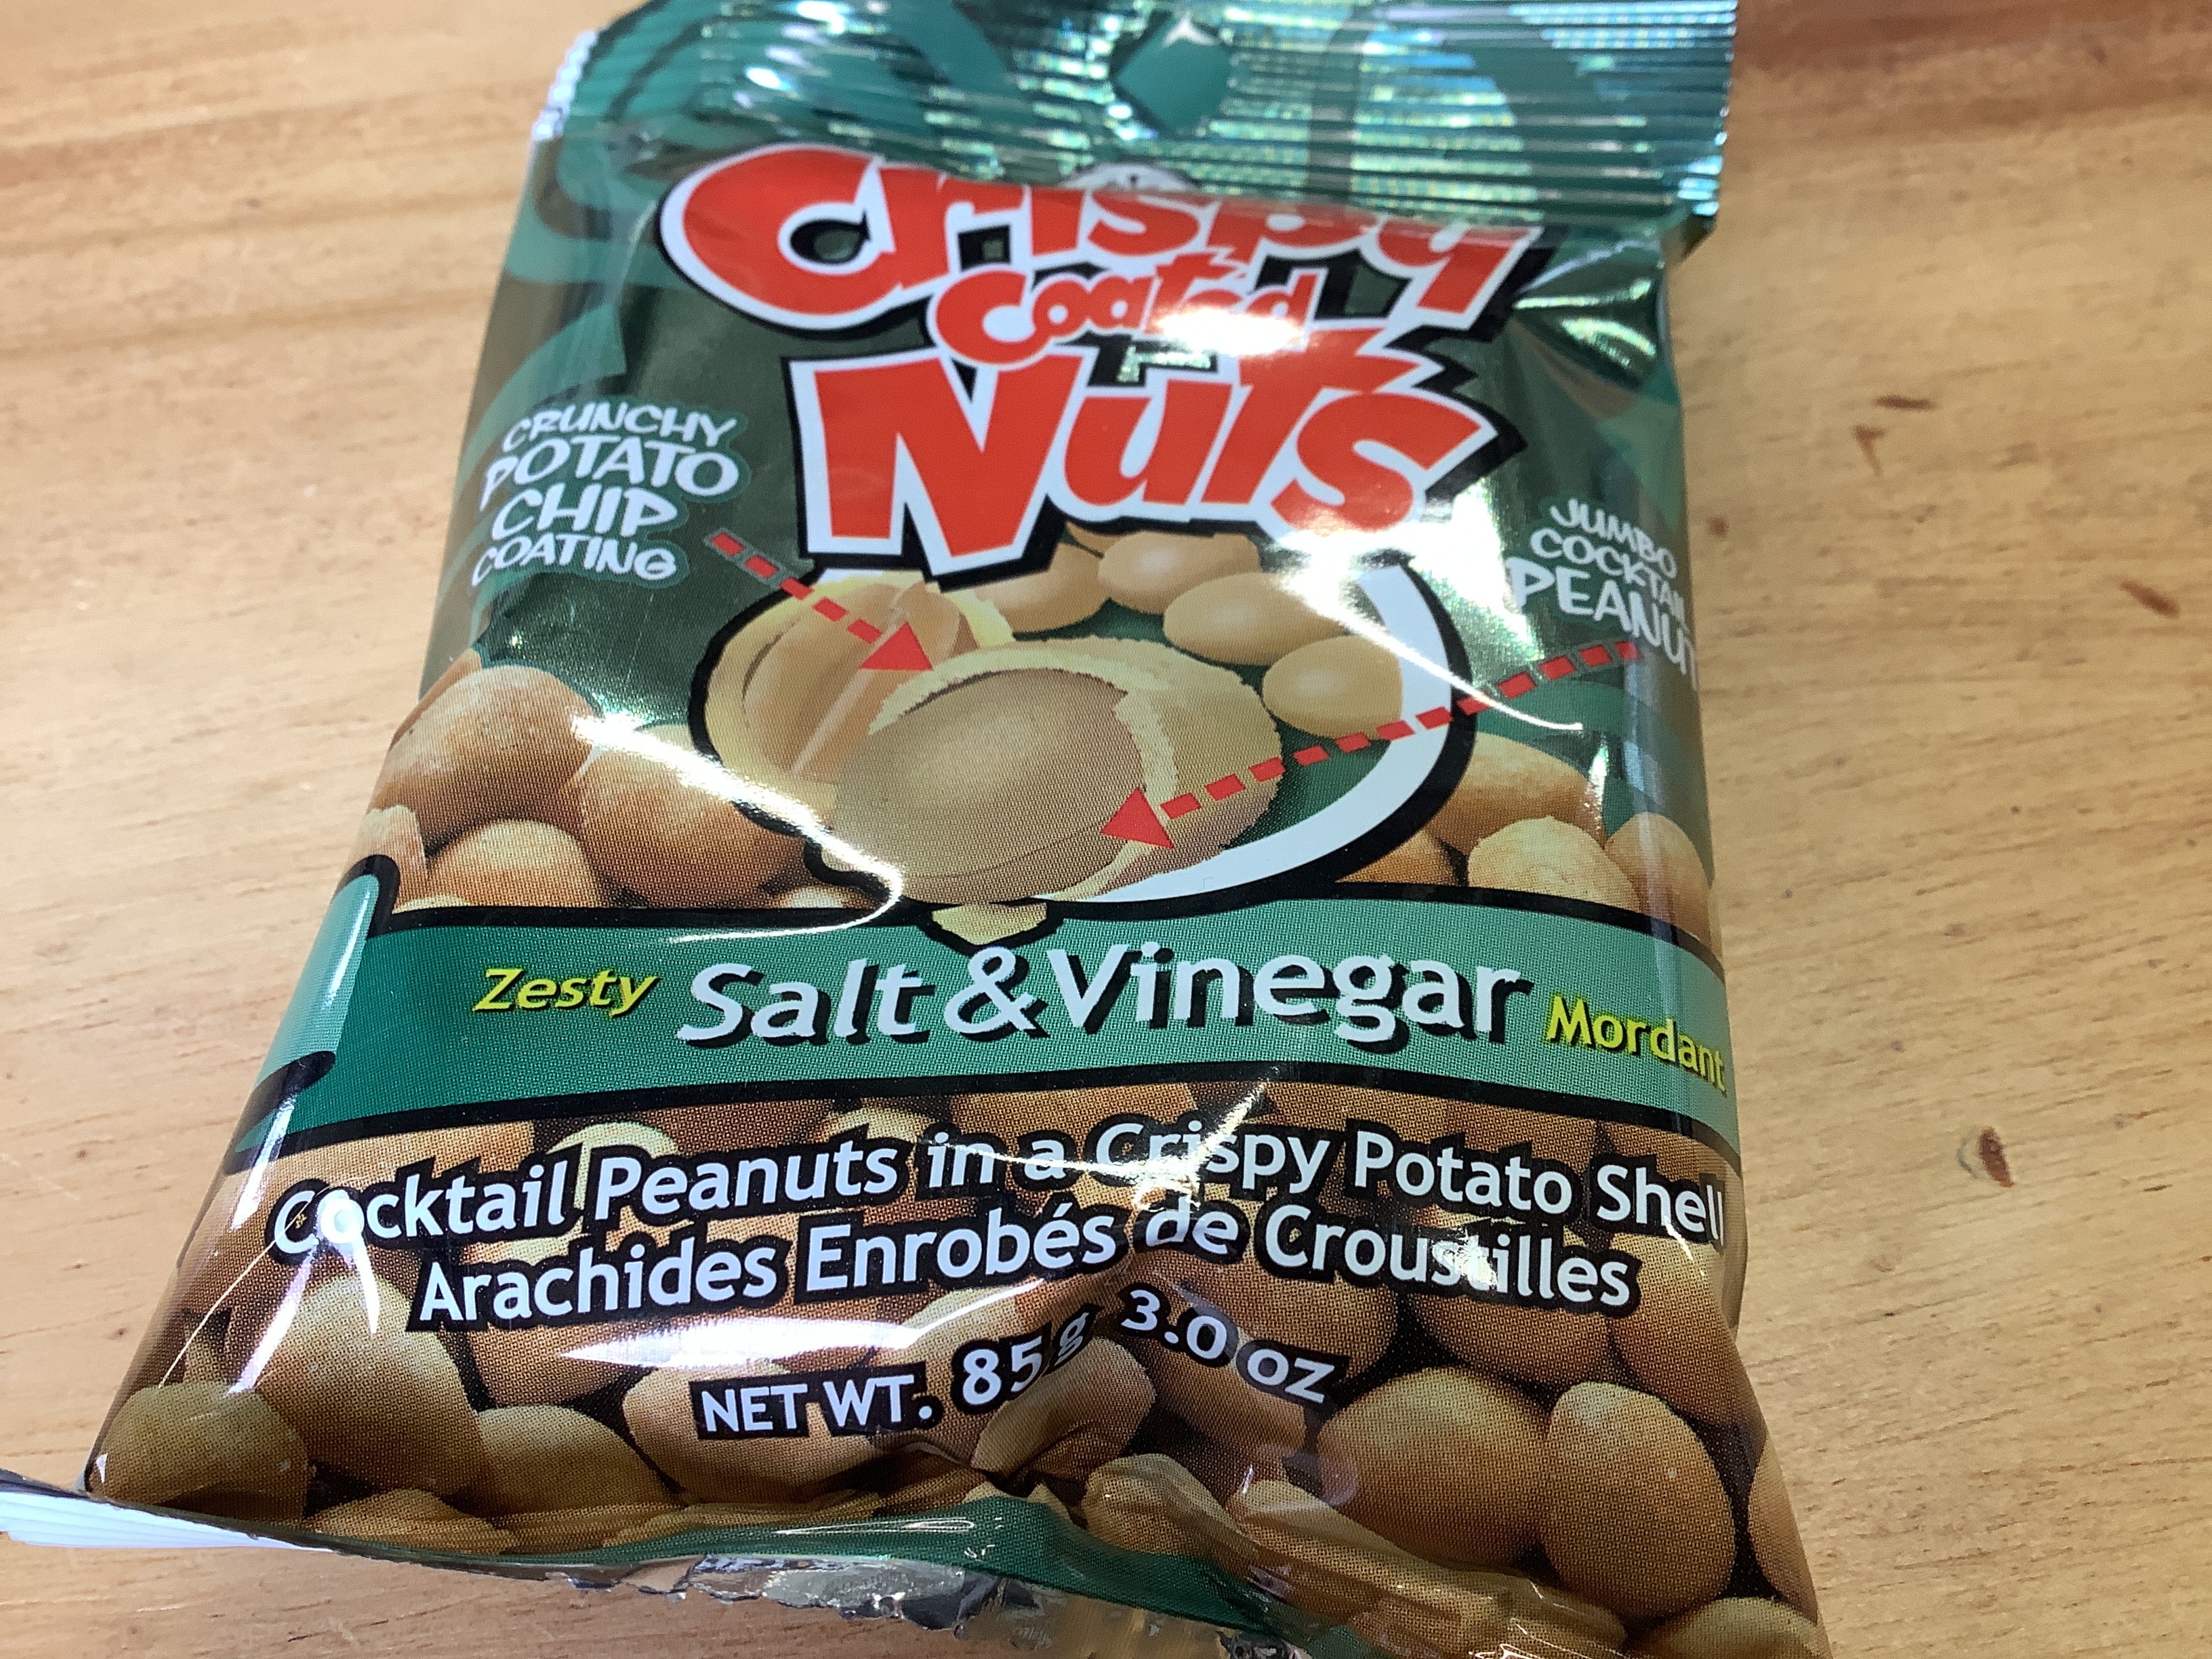 Crispy
Coated
Nuts
CRUNCHY
POTATO
CHIP
COATING
JUMBO
COCKTAIL
PEANUT
Zesty Salt & Vinegar Mordant
Cocktail Peanuts in a Crispy Potato Shell
Arachides Enrobés de Croustilles
NET WT. 85 g 3.0 oz